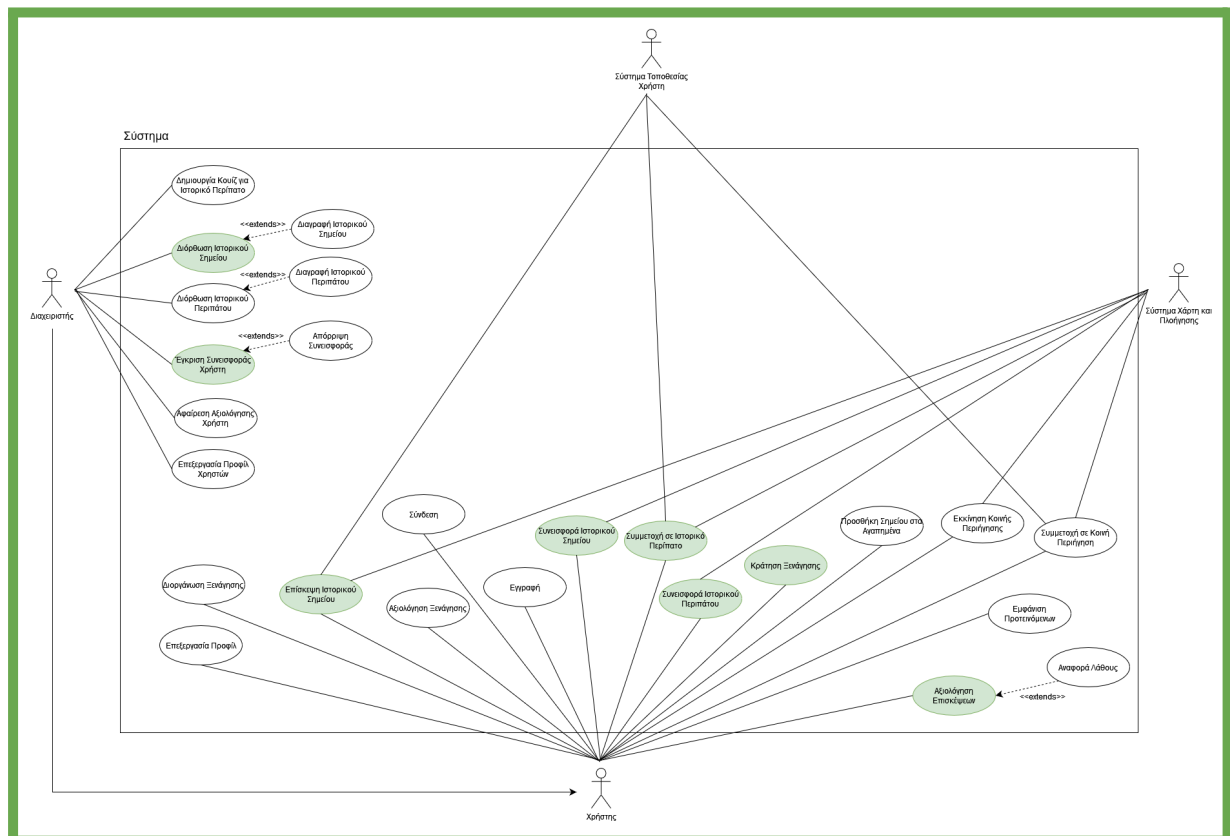 Σύστημα Τοποθεσίας
Χρήστη
Σύστημα
Δημιουργία Κουίζ για
Ιστορικό Περίπατο
<<extends>>
Διαγραφή Ιστορικού
Σημείου
Διόρθωση Ιστορικού
Σημείου
<<extends>>
Διαγραφή Ιστορικού
Περιπάτου
Διόρθωση Ιστορικού
Περιπάτου
Διαχειριστής
Σύστημα Χάρτη και
Πλοήγησης
<<extends>>
Απόρριψη
Συνεισφοράς
Έγκριση Συνεισφοράς
Χρήστη
Αφαίρεση Αξιολόγησης
Χρήστη
Επεξεργασία Προφίλ
Χρηστών
Σύνδεση
Συνεισφορά Ιστορικού
Σημείου
Συμμετοχή σε Ιστορικό
Περίπατο
Προσθήκη Σημείου στα
Αγαπημένα
Εκκίνηση Κοινής
Περιήγησης
Συμμετοχή σε Κοινή
Περιήγηση
Διοργάνωση Ξενάγησης
Επίσκεψη Ιστορικού
Σημείου
Αξιολόγηση Ξενάγησης
Εγγραφή
Κράτηση Ξενάγησης
Συνεισφορά Ιστορικού
Περιπάτου
Εμφάνιση
Προτεινόμενων
Επεξεργασία Προφίλ
Αναφορά Λάθους
Αξιολόγηση
Επισκέψεων
<<extends>>
Χρήστης